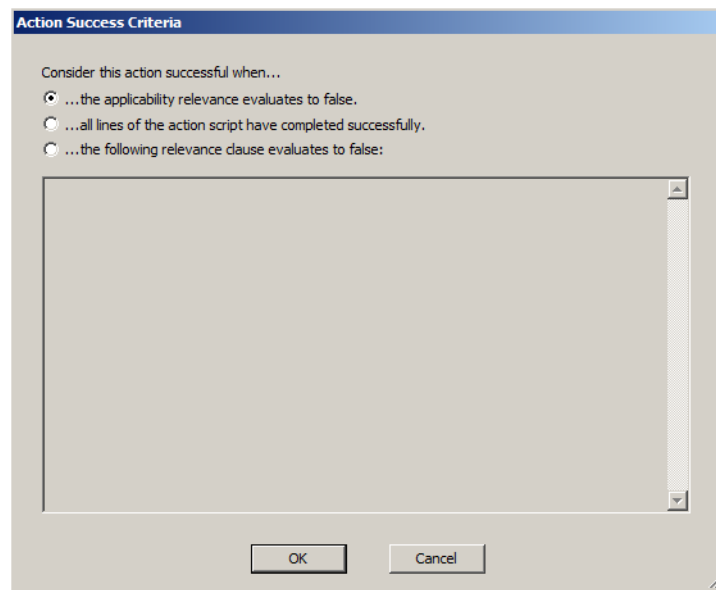 Action Success Criteria
Consider this action successful when...
...the applicability relevance evaluates to false.
...all lines of the action script have completed successfully.
...the following relevance clause evaluates to false:
OK
Cancel